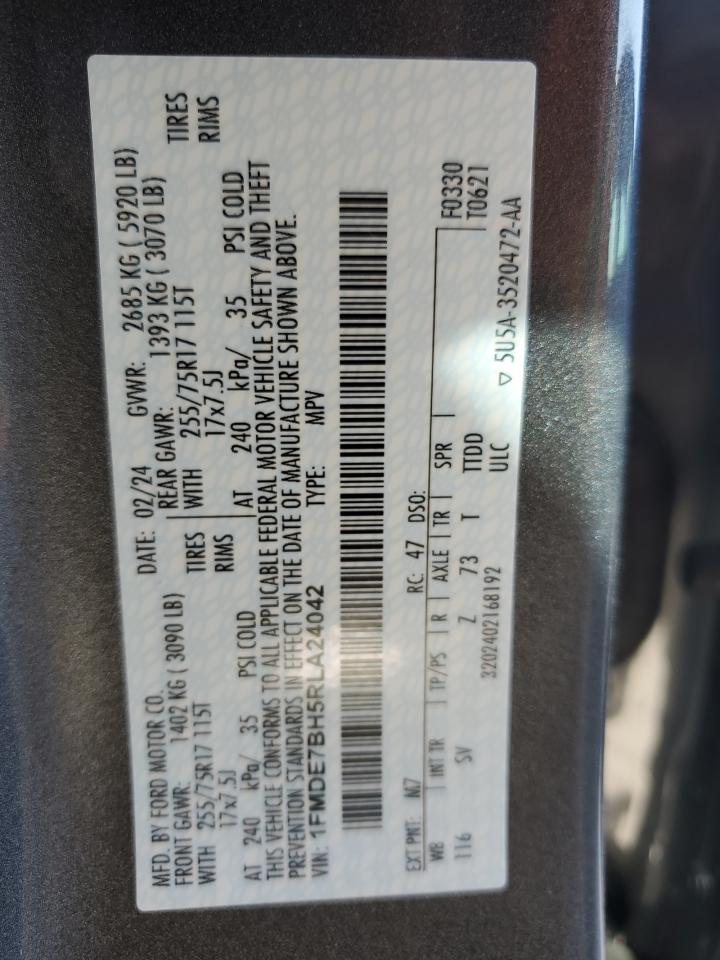 MFD. BY FORD MOTOR CO.
DATE: 02/24 GVWR: 2685 KG ( 5920 LB)
FRONT GAWR: 1402 KG ( 3090 LB) REAR GAWR: 1393 KG ( 3070 LB)
WITH 255/75R17 115T TIRES WITH 255/75R17 115T TIRES
17x7.5J RIMS 17x7.5J RIMS
AT 240 kPa/ 35 PSI COLD AT 240 kPa/ 35 PSI COLD
THIS VEHICLE CONFORMS TO ALL APPLICABLE FEDERAL MOTOR VEHICLE SAFETY AND THEFT
PREVENTION STANDARDS IN EFFECT ON THE DATE OF MANUFACTURE SHOWN ABOVE.
VIN: 1FMDE7BH5RLA24042 TYPE: MPV
EXT PNT: M7 RC: 47 DSO: F0330
WB INT TR TP/PS R AXLE TR SPR T0621
116 SV Z 73 T TTDD
3202402168192 ULC
▽ 5U5A-3520472-AA